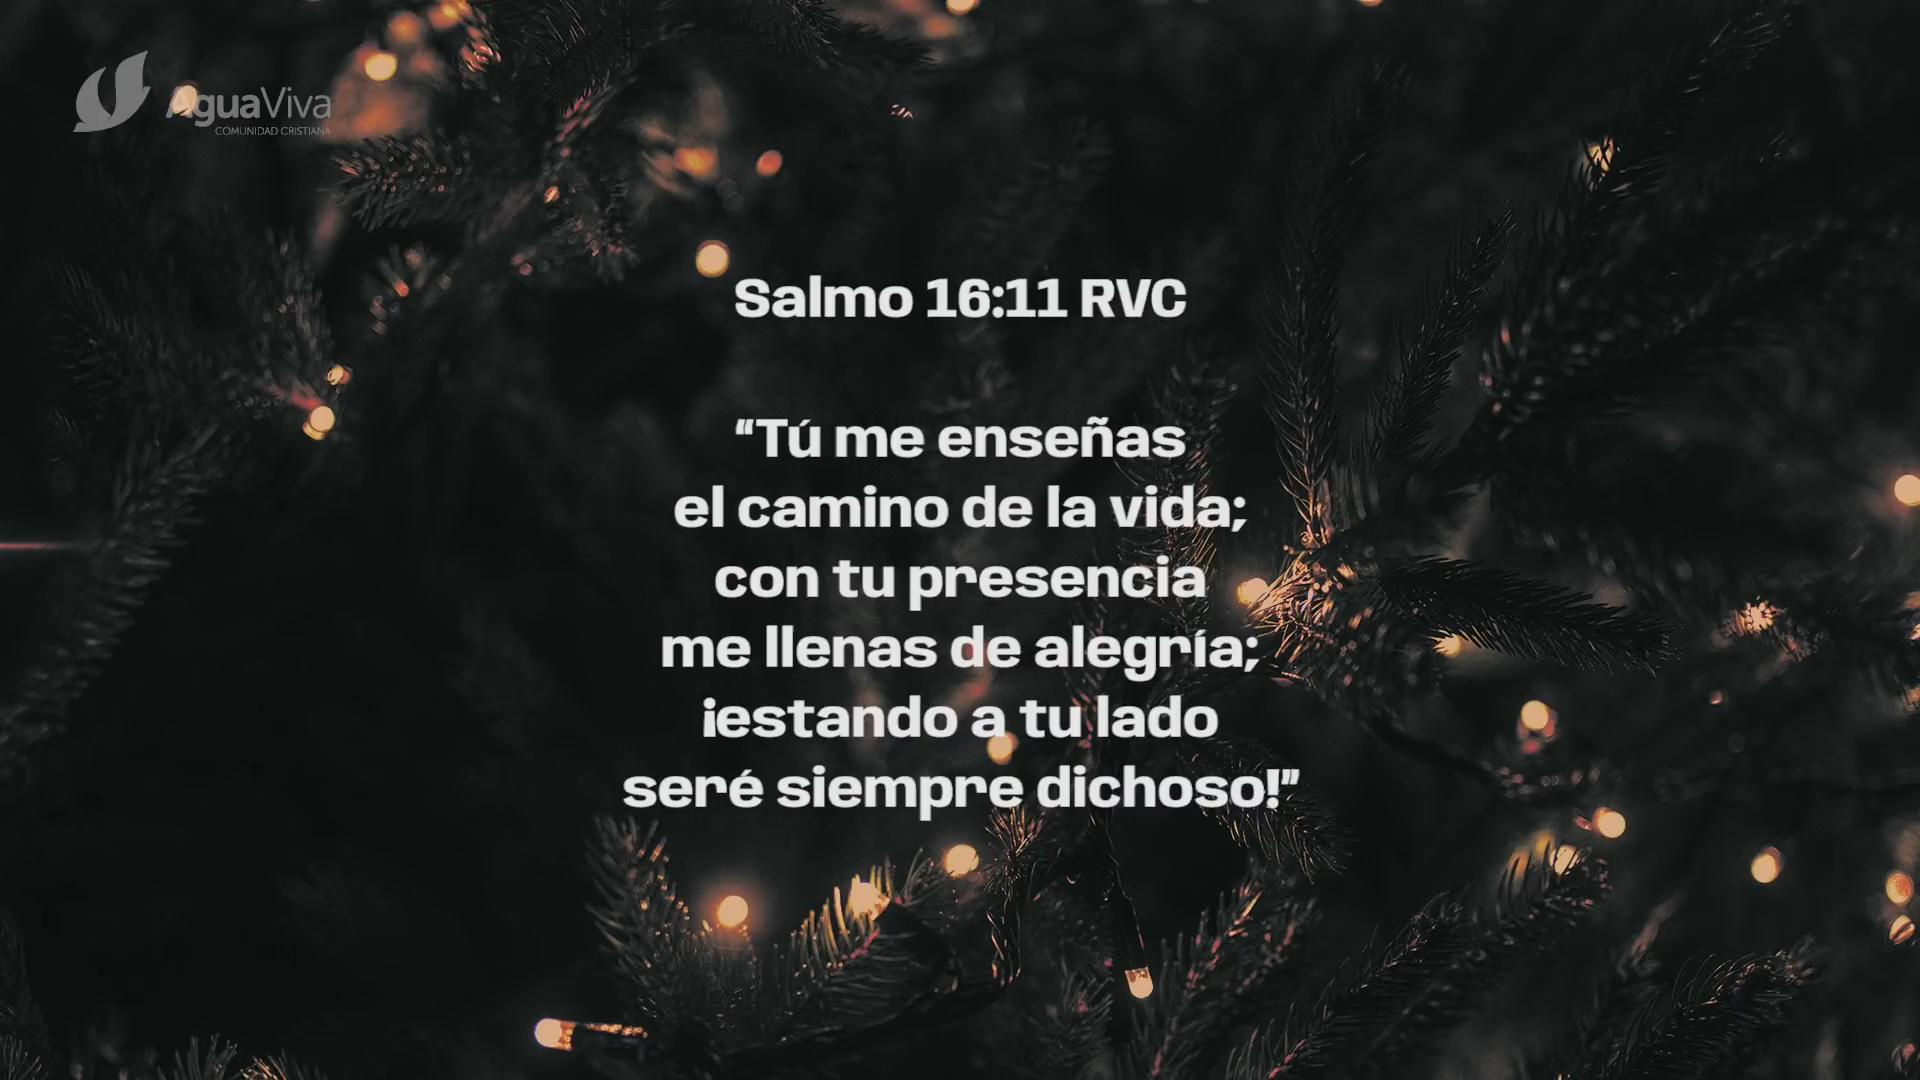 AguaViva
COMUNIDAD CRISTIANA
Salmo 16:11 RVC
“Tú me enseñas
el camino de la vida;
con tu presencia
me llenas de alegría;
¡estando a tu lado
seré siempre dichoso!”